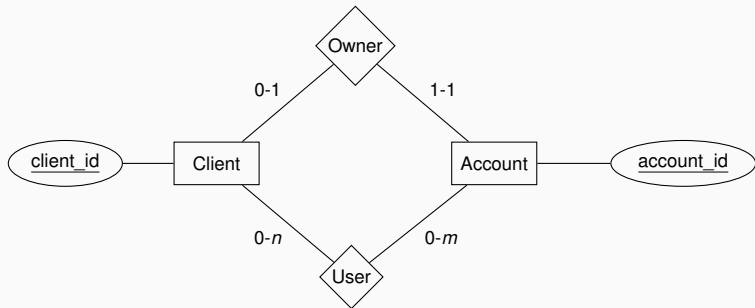 Owner
0-1
1-1
client_id
Client
Account
account_id
0-n
0-m
User